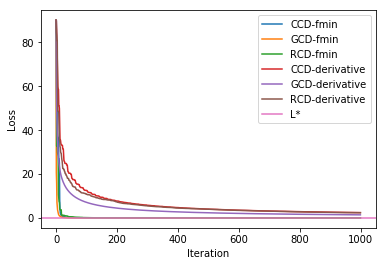 80
60
40
20
0
Loss
0
200
400
600
800
1000
Iteration
CCD-fmin
GCD-fmin
RCD-fmin
CCD-derivative
GCD-derivative
RCD-derivative
L*